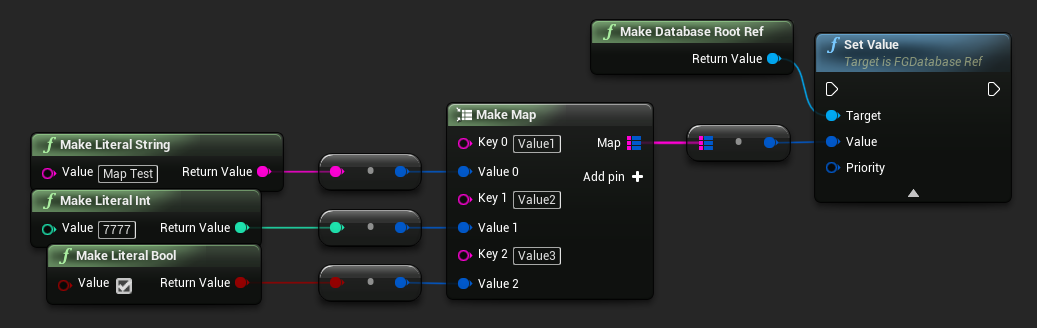 Make Database Root Ref
Return Value
Set Value
Target is FGDatabase Ref
Target
Value
Priority
Make Map
Key 0 Value1 Map
Value 0 Add pin
Key 1 Value2
Value 1
Key 2 Value3
Value 2
Make Literal String
Value Map Test Return Value
Make Literal Int
Value 7777 Return Value
Make Literal Bool
Value Return Value